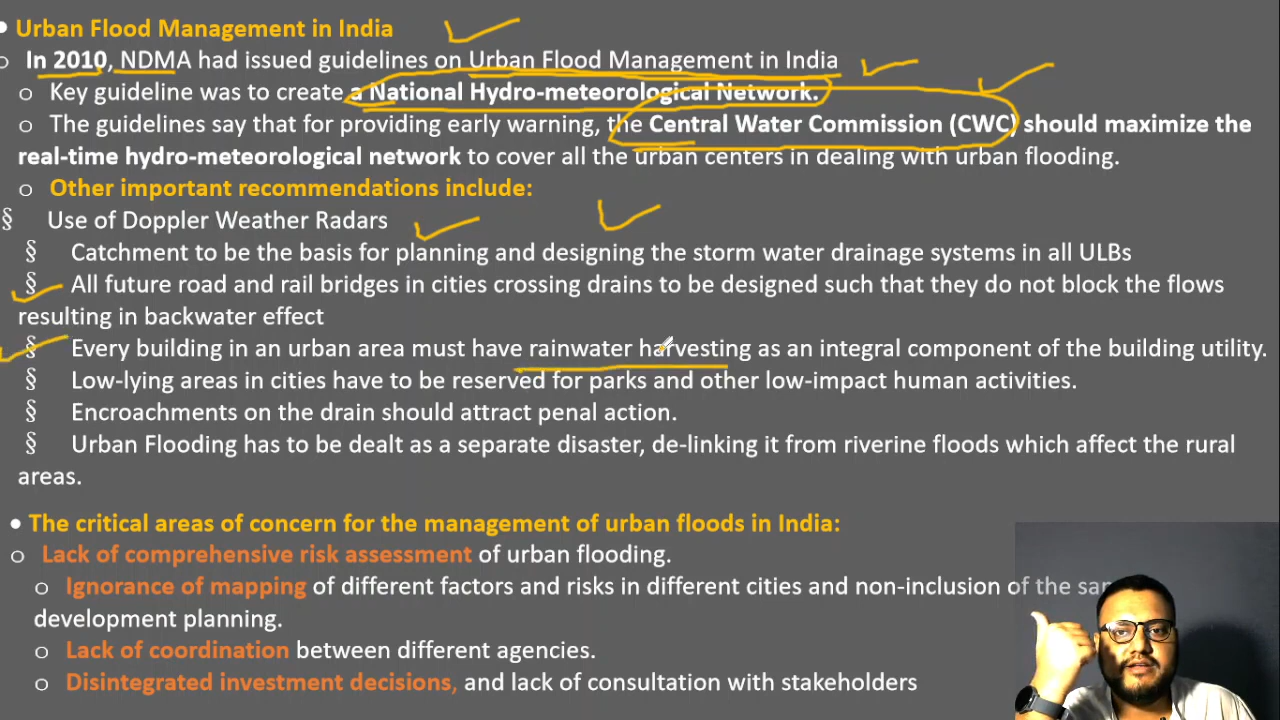 • Urban Flood Management in India
o In 2010, NDMA had issued guidelines on Urban Flood Management in India
o Key guideline was to create a National Hydro-meteorological Network.
o The guidelines say that for providing early warning, the Central Water Commission (CWC) should maximize the
real-time hydro-meteorological network to cover all the urban centers in dealing with urban flooding.
o Other important recommendations include:
§ Use of Doppler Weather Radars
§ Catchment to be the basis for planning and designing the storm water drainage systems in all ULBs
§ All future road and rail bridges in cities crossing drains to be designed such that they do not block the flows
resulting in backwater effect
§ Every building in an urban area must have rainwater harvesting as an integral component of the building utility.
§ Low-lying areas in cities have to be reserved for parks and other low-impact human activities.
§ Encroachments on the drain should attract penal action.
§ Urban Flooding has to be dealt as a separate disaster, de-linking it from riverine floods which affect the rural
areas.
• The critical areas of concern for the management of urban floods in India:
o Lack of comprehensive risk assessment of urban flooding.
o Ignorance of mapping of different factors and risks in different cities and non-inclusion of the
development planning.
o Lack of coordination between different agencies.
o Disintegrated investment decisions, and lack of consultation with stakeholders